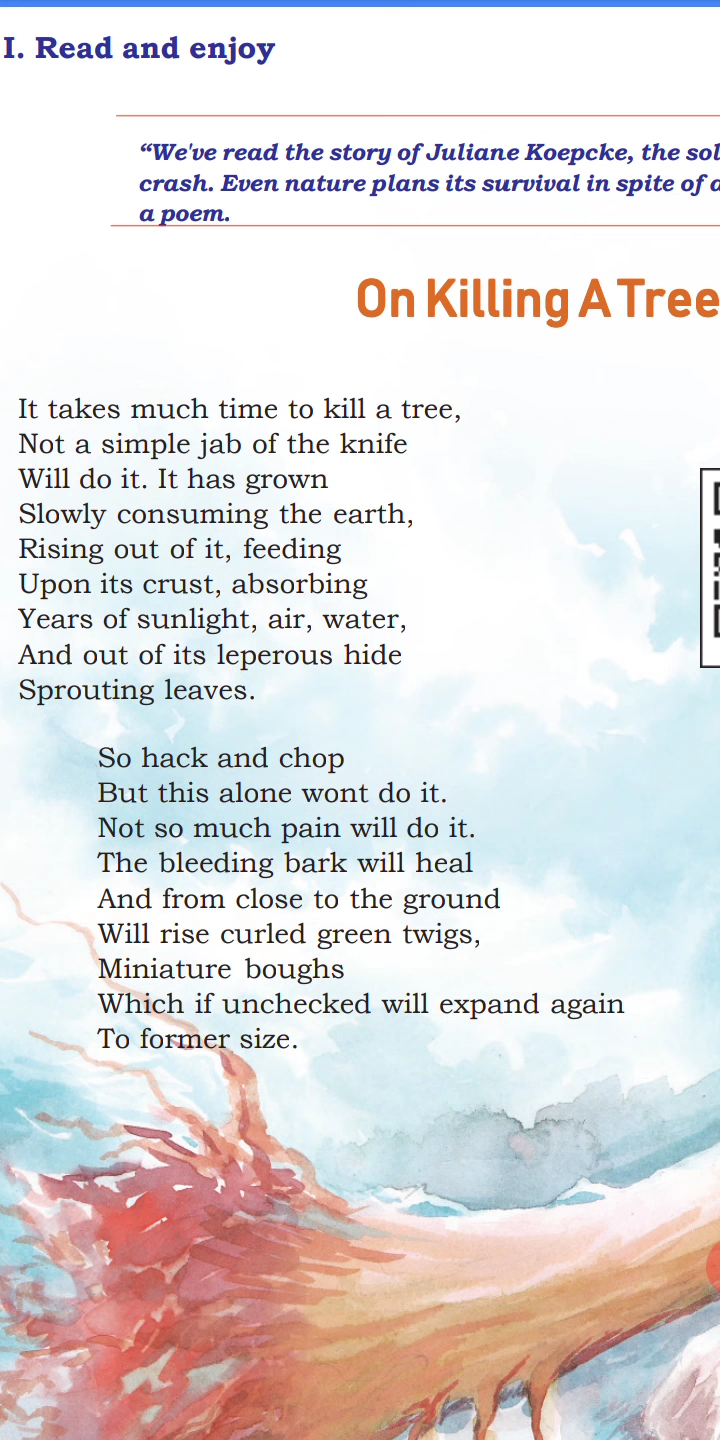 I. Read and enjoy
“We've read the story of Juliane Koepcke, the
crash. Even nature plans its survival in spite of
a poem.
On Killing A Tree
It takes much time to kill a tree,
Not a simple jab of the knife
Will do it. It has grown
Slowly consuming the earth,
Rising out of it, feeding
Upon its crust, absorbing
Years of sunlight, air, water,
And out of its leperous hide
Sprouting leaves.
So hack and chop
But this alone wont do it.
Not so much pain will do it.
The bleeding bark will heal
And from close to the ground
Will rise curled green twigs,
Miniature boughs
Which if unchecked will expand again
To former size.